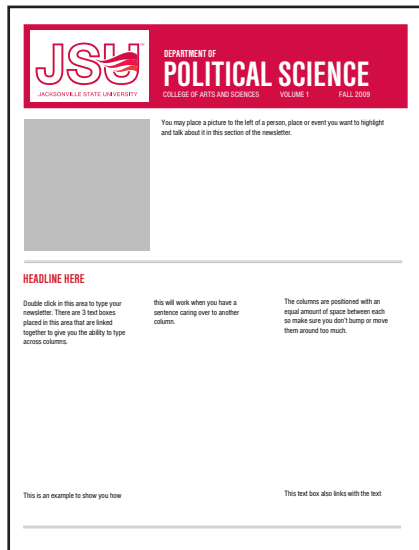 JSU
JACKSONVILLE STATE UNIVERSITY
DEPARTMENT OF
POLITICAL SCIENCE
COLLEGE OF ARTS AND SCIENCES VOLUME 1 FALL 2009
You may place a picture to the left of a person, place or event you want to highlight
and talk about it in this section of the newsletter.
HEADLINE HERE
Double click in this area to type your
newsletter. There are 3 text boxes
placed in this area that are linked
together to give you the ability to type
across columns.
This is an example to show you how
this will work when you have a
sentence caring over to another
column.
The columns are positioned with an
equal amount of space between each
so make sure you don't bump or move
them around too much.
This text box also links with the text